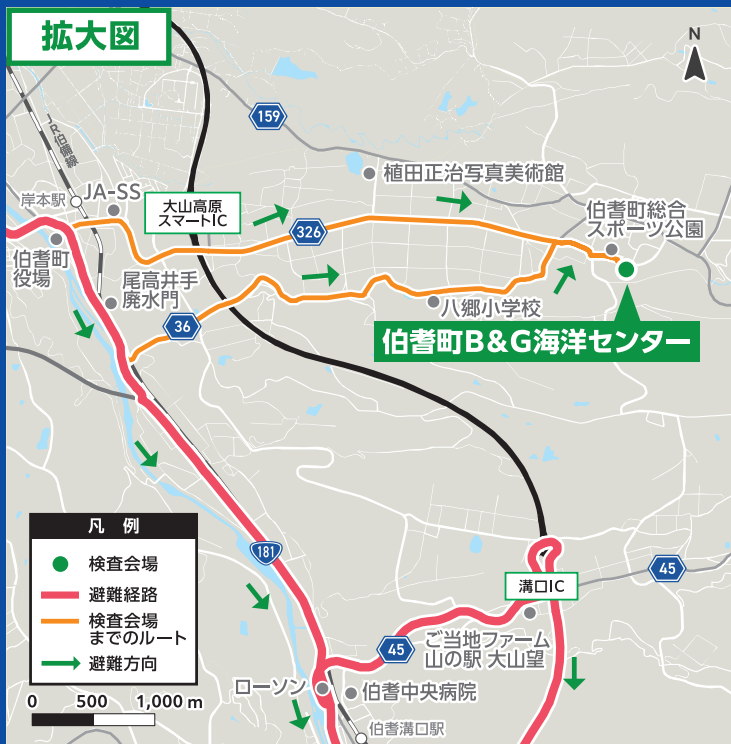 拡大図
N
159
JR伯備線
植田正治写真美術館
岸本駅
JA-SS
大山高原
スマートIC
326
伯耆町総合
スポーツ公園
伯耆町
役場
尾高井手
廃水門
36
八郷小学校
伯耆町B&G海洋センター
凡 例
検査会場
避難経路
検査会場
までのルート
避難方向
0 500 1,000 m
181
溝口IC
45
45
ご当地ファーム
山の駅 大山望
ローソン
伯耆中央病院
伯耆溝口駅